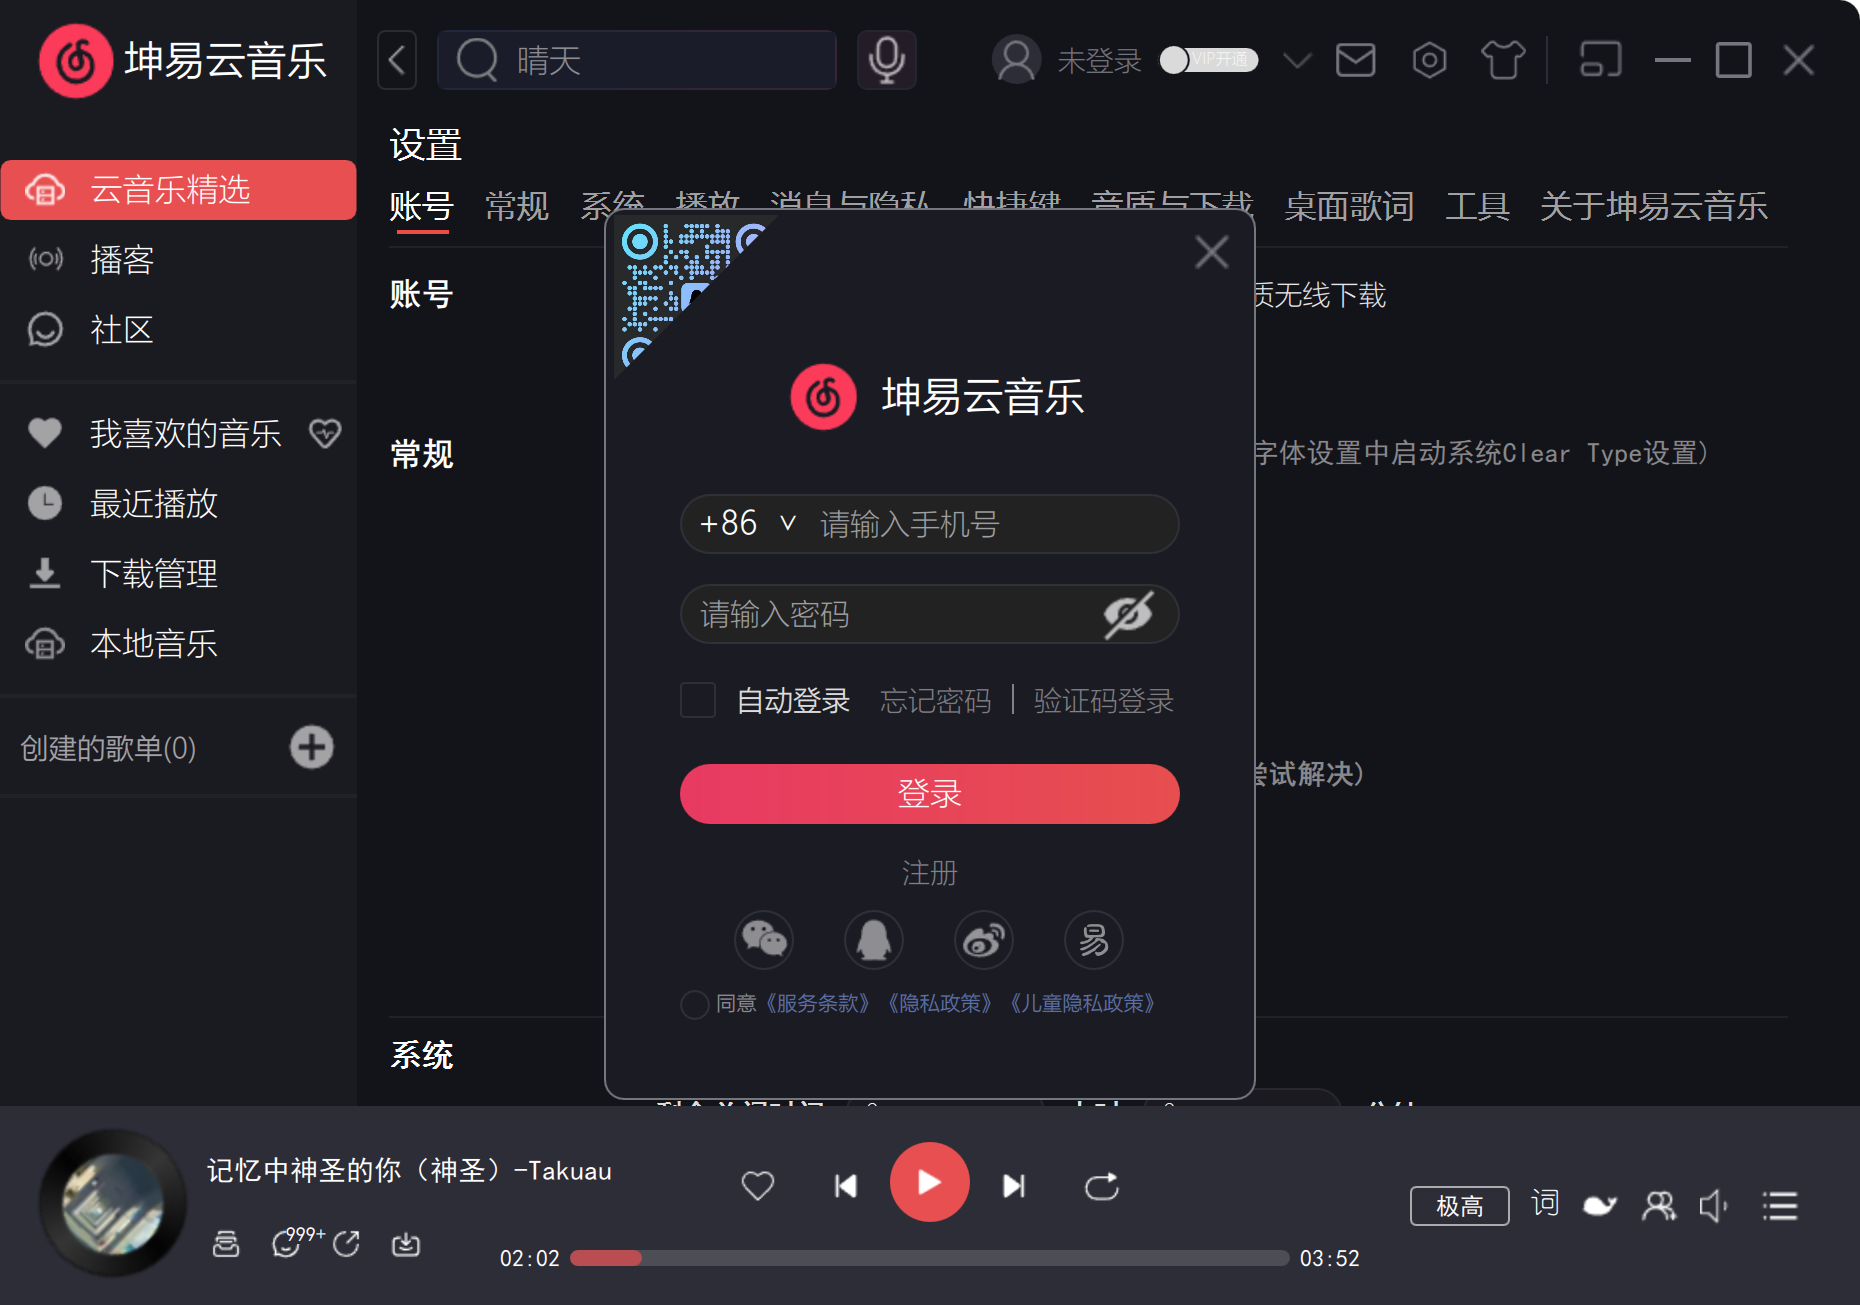 坤易云音乐
晴天
未登录
VIP开通
云音乐精选
播客
社区
我喜欢的音乐
最近播放
下载管理
本地音乐
创建的歌单(0)
设置
账号 常规 系统 播放 消息与隐私 快捷键 音质与下载 桌面歌词 工具 关于坤易云音乐
账号
质无线下载
常规
字体设置中启动系统Clear Type设置)
尝试解决)
系统
坤易云音乐
+86 请输入手机号
请输入密码
自动登录 忘记密码 | 验证码登录
登录
注册
易
同意《服务条款》《隐私政策》《儿童隐私政策》
记忆中神圣的你（神圣）-Takuau
999+
02:02
03:52
极高
词